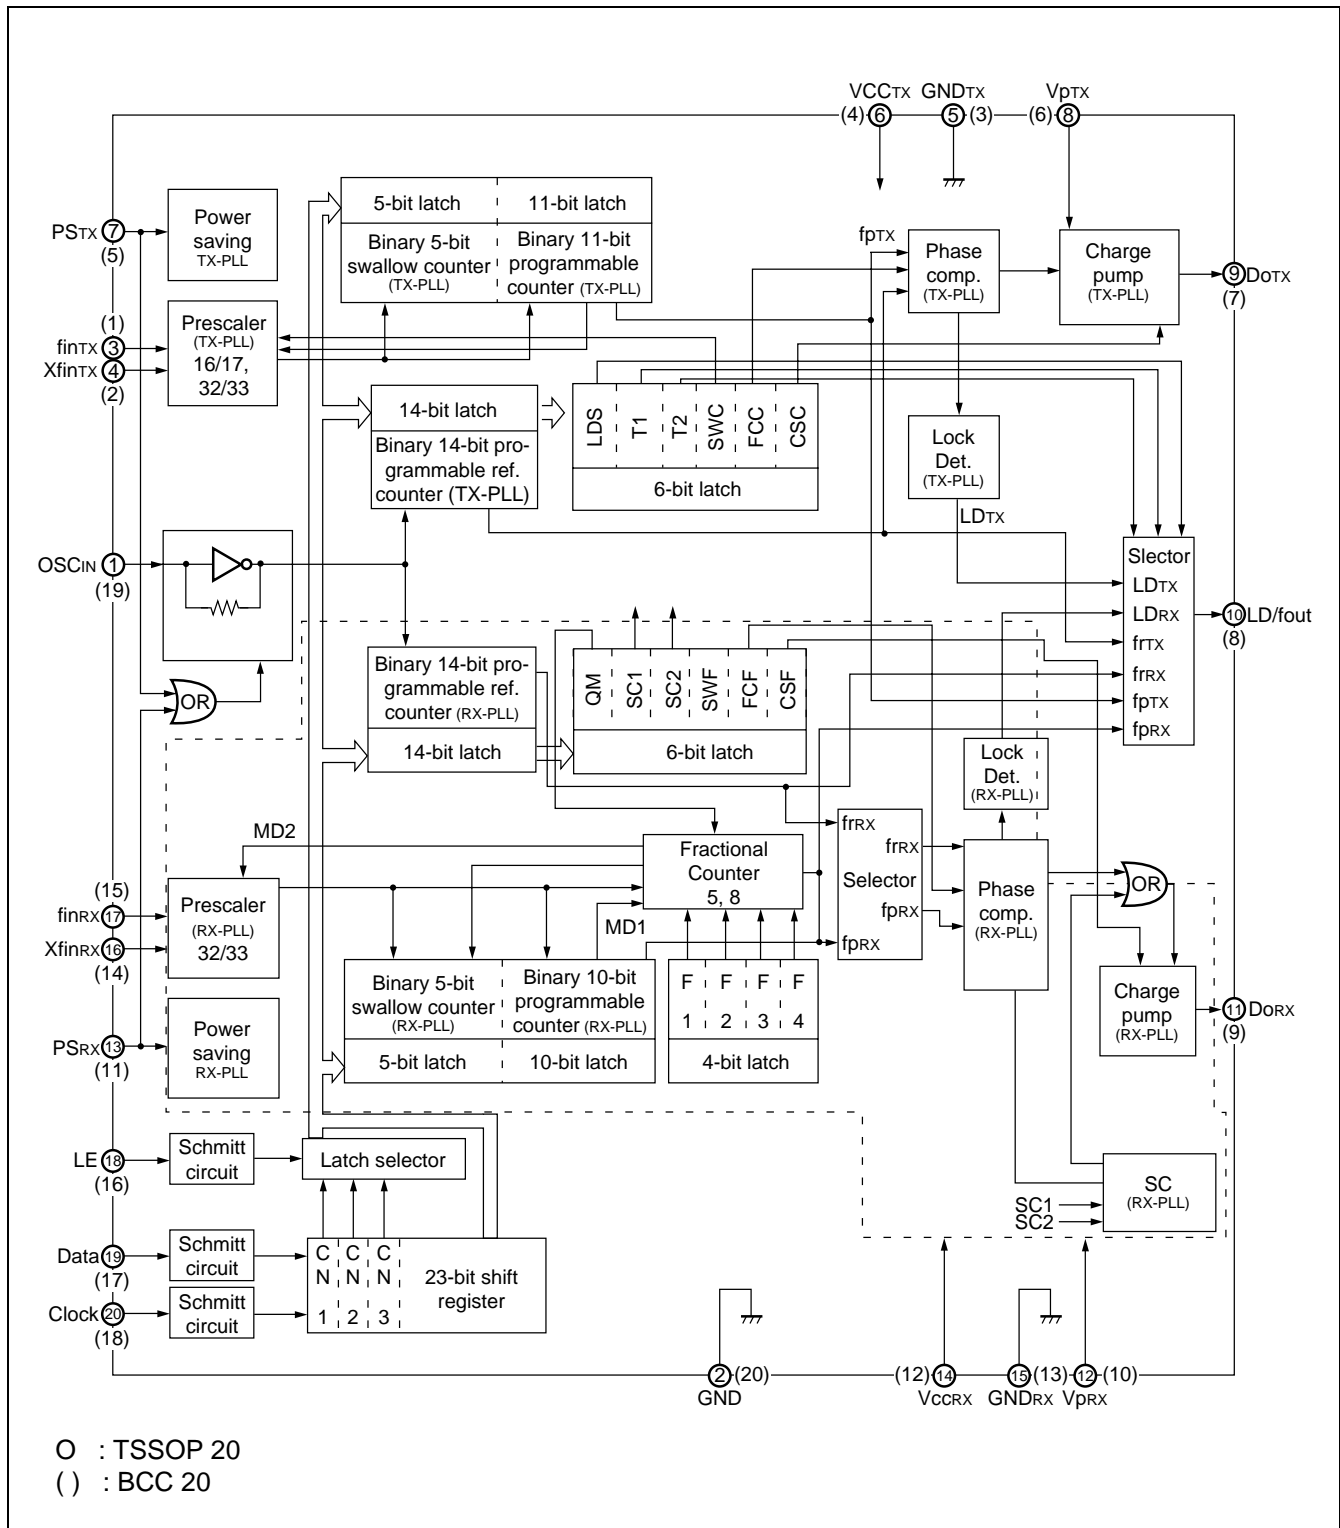 VCCTX GNDTX VpTX
(4) 6 5 (3) (6) 8
PSTX 7
(5)
Power
saving
TX-PLL
5-bit latch 11-bit latch
Binary 5-bit
swallow counter
(TX-PLL)
Binary 11-bit
programmable
counter (TX-PLL)
fpTX
Phase
comp.
(TX-PLL)
Charge
pump
(TX-PLL)
9 DoTX
(7)
(1)
finTX 3
XfinTX 4
(2)
Prescaler
(TX-PLL)
16/17,
32/33
14-bit latch
Binary 14-bit pro-
grammable ref.
counter (TX-PLL)
LDS T1 T2 SWC FCC CSC
6-bit latch
Lock
Det.
(TX-PLL)
LDTX
OSCIN 1
(19)
Slector
LDTX
LDRX
frTX
frRX
fpTX
fpRX
10 LD/fout
(8)
OR
Binary 14-bit pro-
grammable ref.
counter (RX-PLL)
14-bit latch
QM SC1 SC2 SWF FCF CSF
6-bit latch
Lock
Det.
(RX-PLL)
MD2
Fractional
Counter
5, 8
MD1
frRX
frRX
Selector
fpRX
fpRX
Phase
comp.
(RX-PLL)
OR
(15)
finRX 17
XfinRX 16
(14)
Prescaler
(RX-PLL)
32/33
Binary 5-bit
swallow counter
(RX-PLL)
Binary 10-bit
programmable
counter (RX-PLL)
5-bit latch 10-bit latch
F F F F
1 2 3 4
4-bit latch
Charge
pump
(RX-PLL)
11 DoRX
(9)
PSRX 13
(11)
Power
saving
RX-PLL
LE 18
(16)
Schmitt
circuit
Latch selector
SC
(RX-PLL)
SC1
SC2
Data 19
(17)
Schmitt
circuit
C C C
N N N
1 2 3
23-bit shift
register
Clock 20
(18)
Schmitt
circuit
2 (20) (12) 14 15 (13) 12 (10)
GND VccRX GNDRX VpRX
O : TSSOP 20
( ) : BCC 20